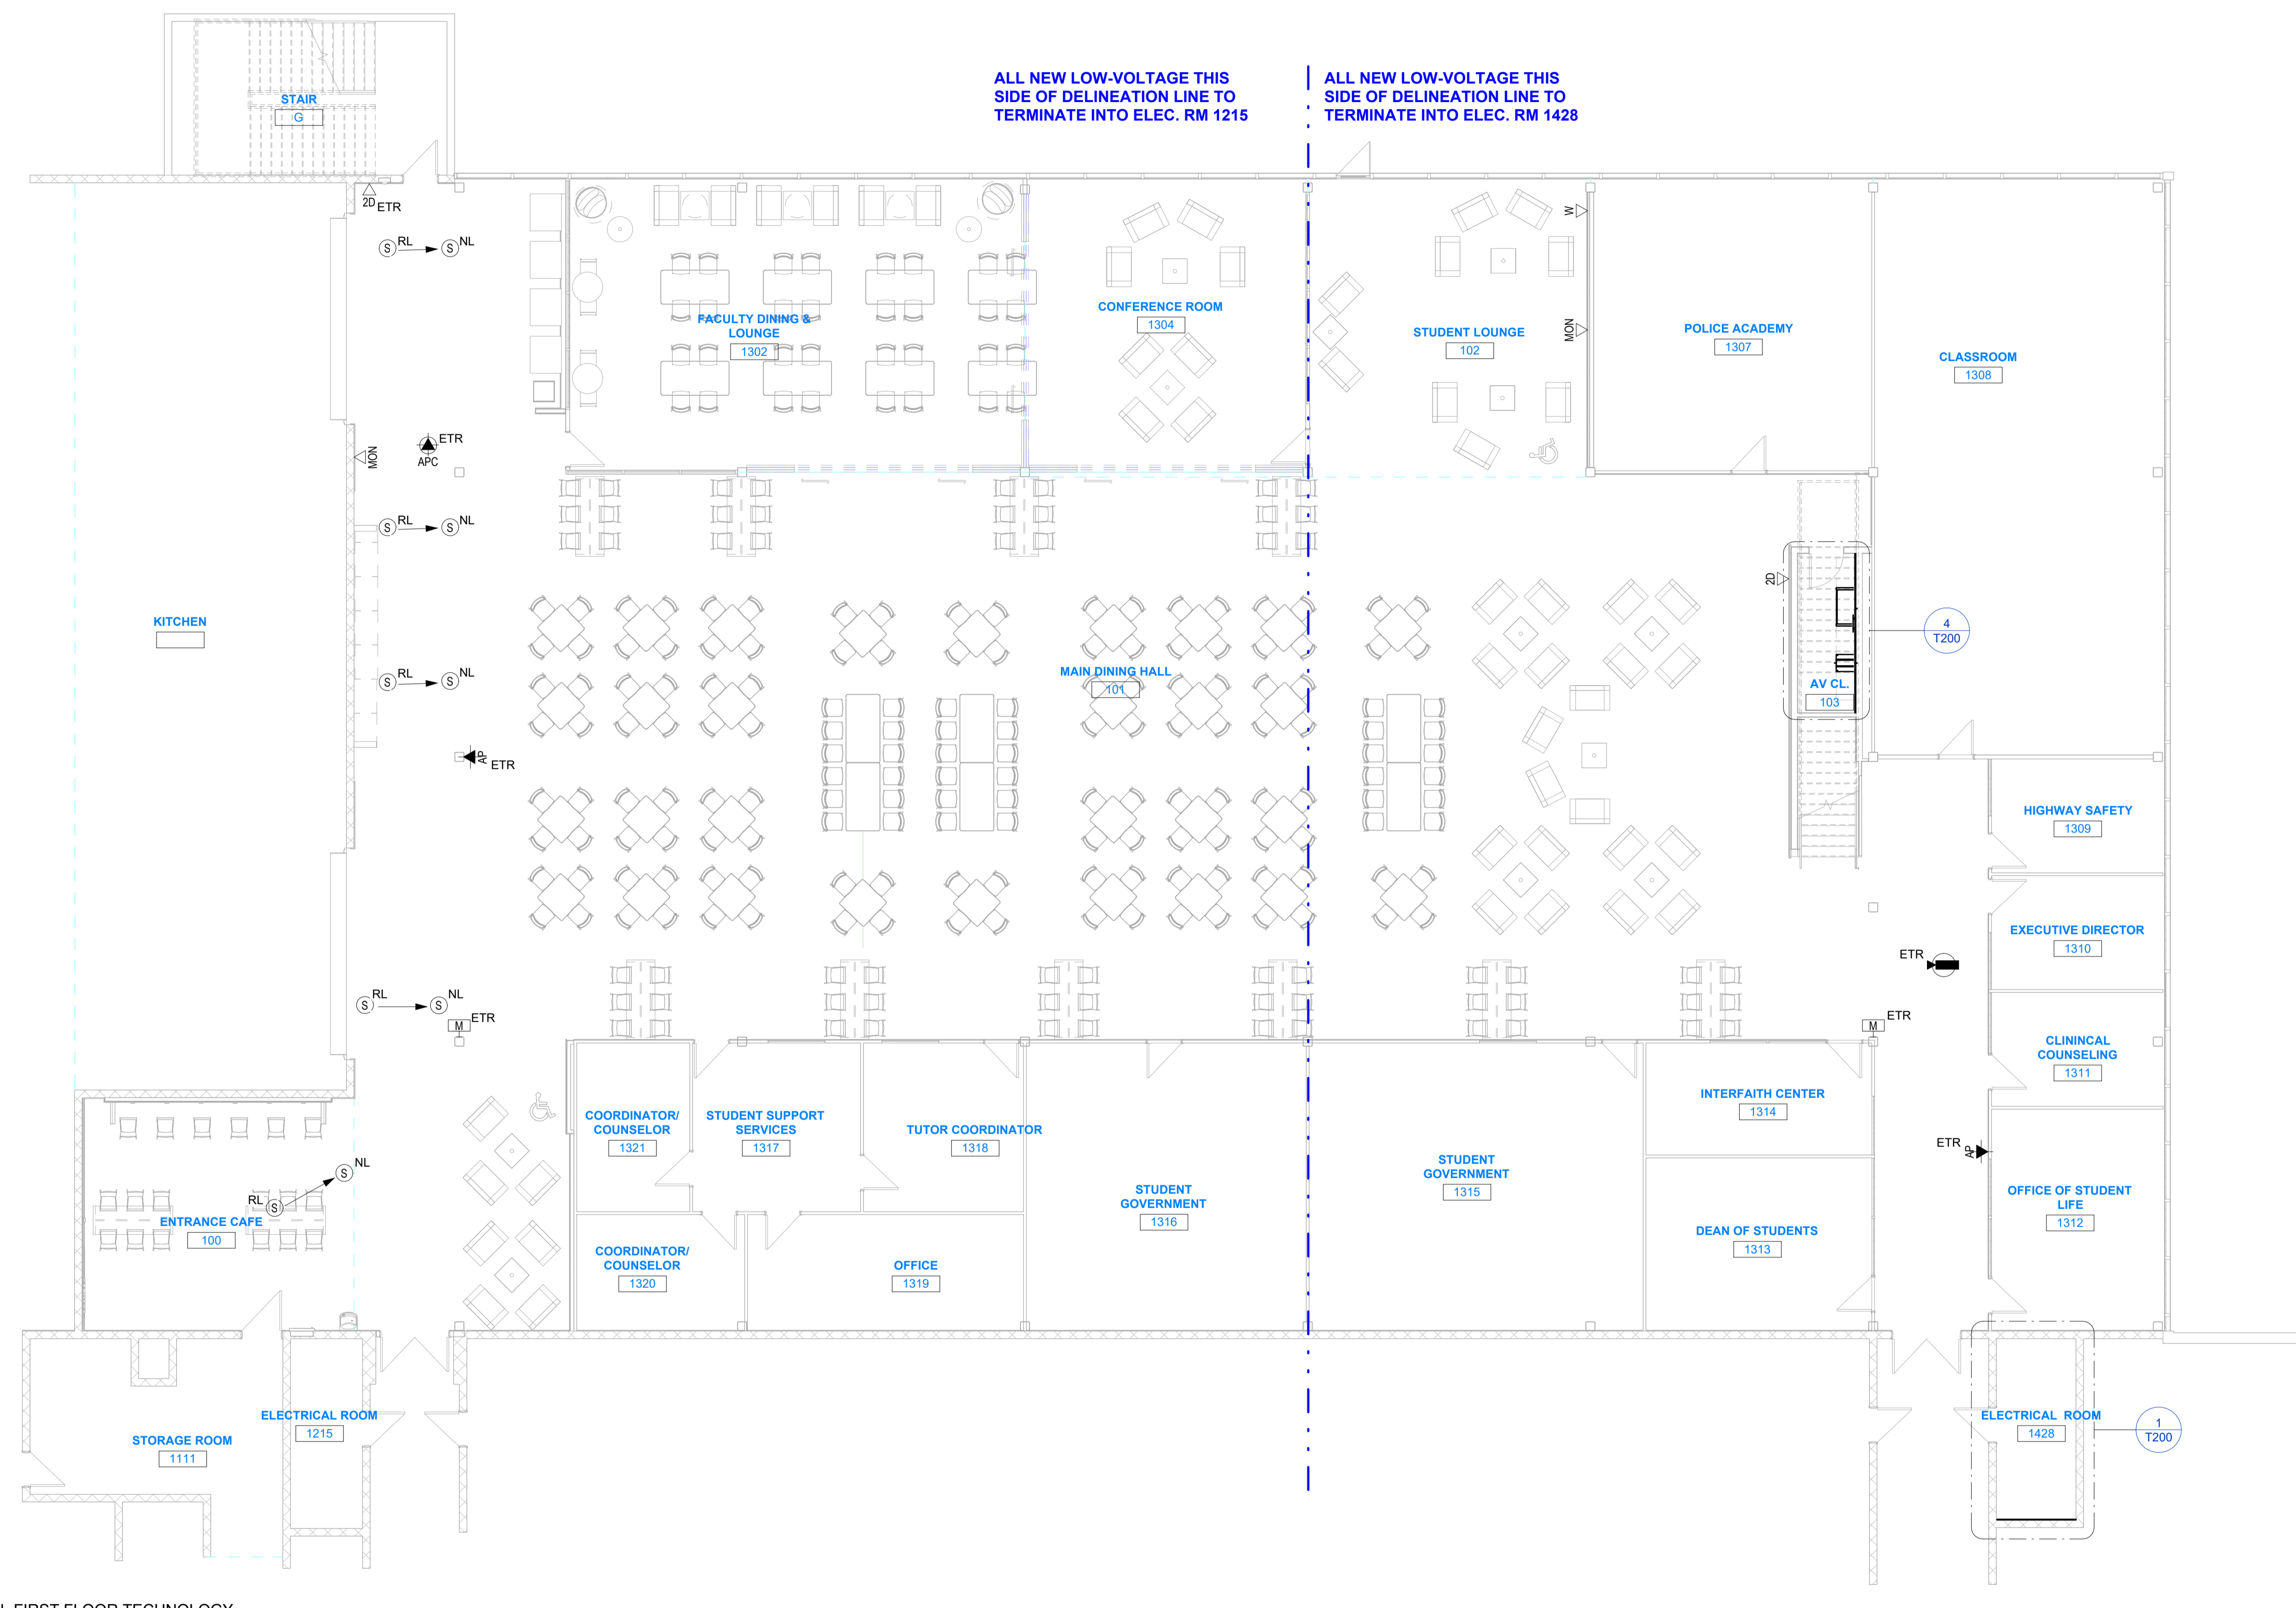 ALL NEW LOW-VOLTAGE THIS
SIDE OF DELINEATION LINE TO
TERMINATE INTO ELEC. RM 1215
ALL NEW LOW-VOLTAGE THIS
SIDE OF DELINEATION LINE TO
TERMINATE INTO ELEC. RM 1428
STAIR
G
2D
ETR
S
RL
S
NL
W
MON
FACULTY DINING &
LOUNGE
1302
CONFERENCE ROOM
1304
STUDENT LOUNGE
102
POLICE ACADEMY
1307
CLASSROOM
1308
MON
ETR
APC
S
RL
S
NL
2D
KITCHEN
4
T200
S
RL
S
NL
MAIN DINING HALL
101
AV CL.
103
AP
ETR
HIGHWAY SAFETY
1309
EXECUTIVE DIRECTOR
1310
ETR
S
RL
S
NL
M
ETR
M
ETR
CLININCAL
COUNSELING
1311
COORDINATOR/
COUNSELOR
1321
STUDENT SUPPORT
SERVICES
1317
TUTOR COORDINATOR
1318
INTERFAITH CENTER
1314
ETR
AP
STUDENT
GOVERNMENT
1316
STUDENT
GOVERNMENT
1315
OFFICE OF STUDENT
LIFE
1312
RL
S
S
NL
ENTRANCE CAFE
100
DEAN OF STUDENTS
1313
COORDINATOR/
COUNSELOR
1320
OFFICE
1319
STORAGE ROOM
1111
ELECTRICAL ROOM
1215
ELECTRICAL ROOM
1428
1
T200
FIRST FLOOR TECHNOLOGY